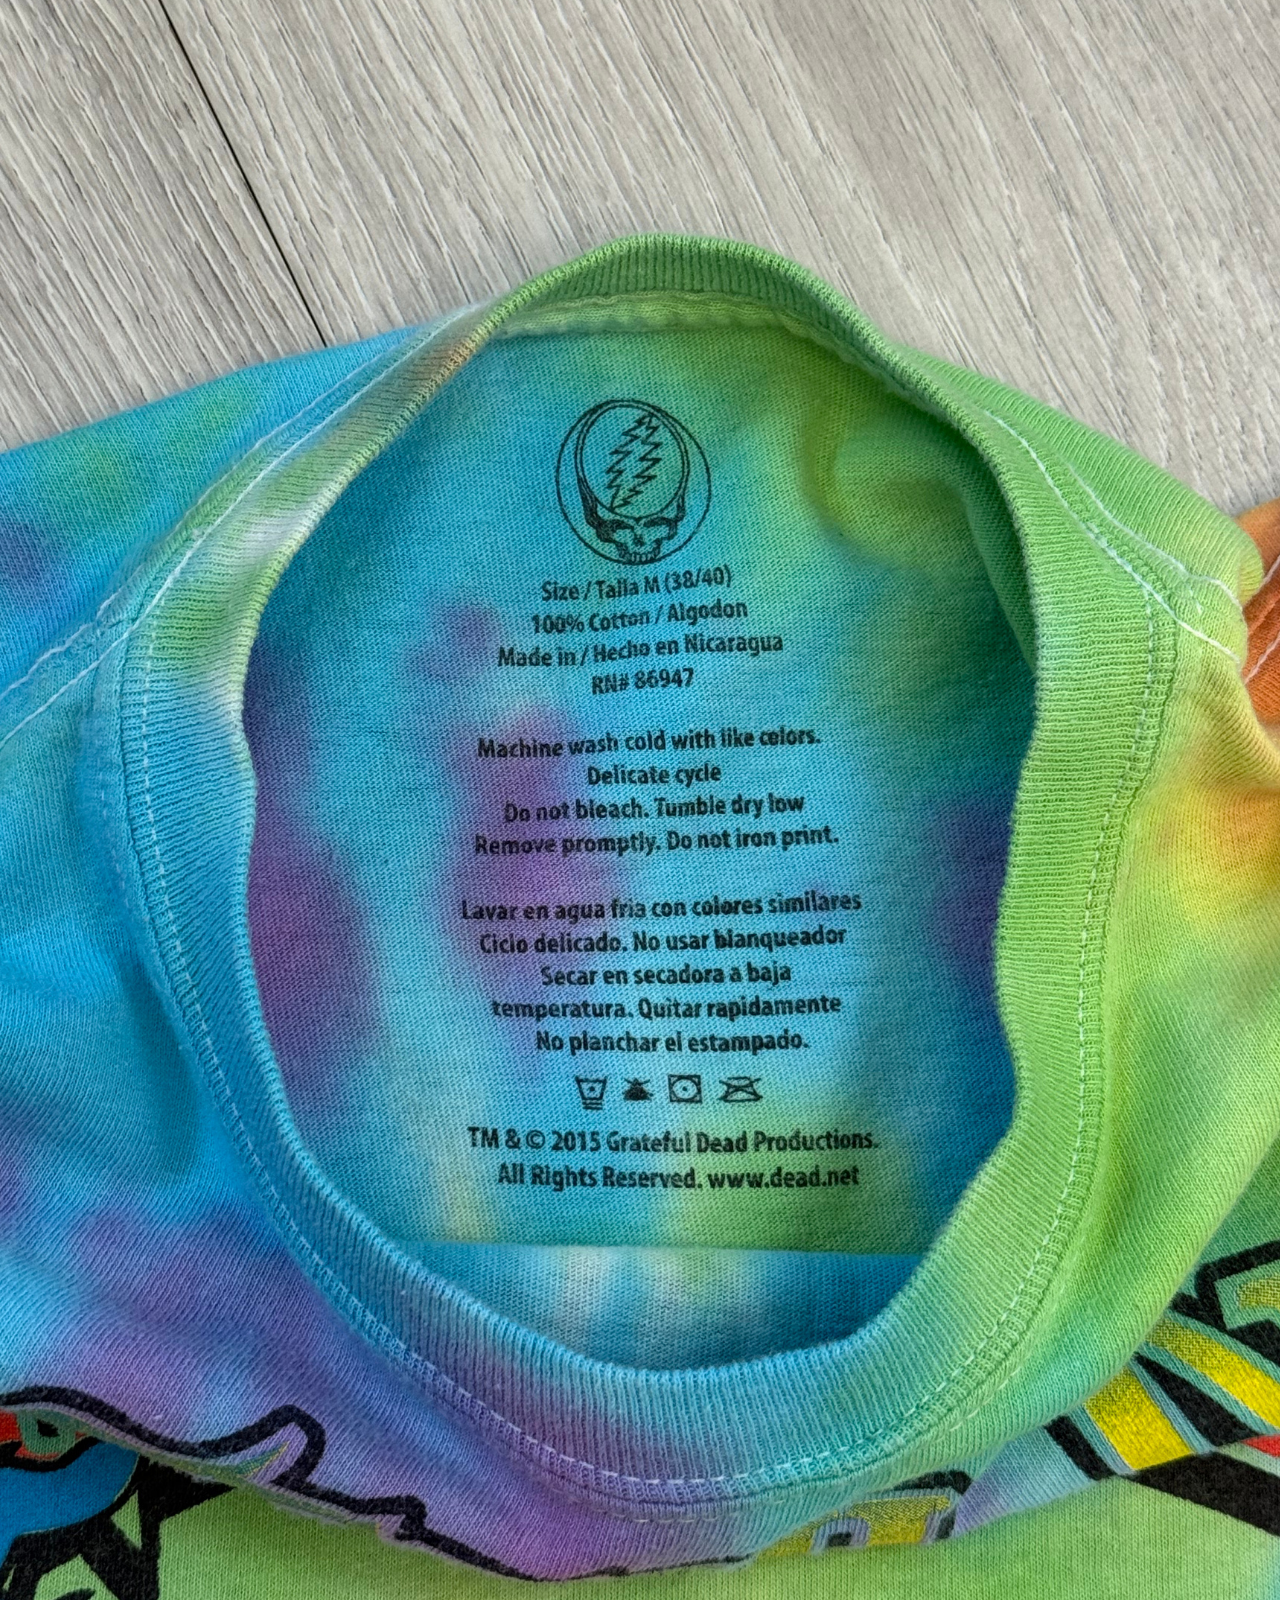 Size / Talla M (38/40)
100% Cotton / Algodon
Made in / Hecho en Nicaragua
RN# 86947
Machine wash cold with like colors.
Delicate cycle
Do not bleach. Tumble dry low
Remove promptly. Do not iron print.
Lavar en agua fria con colores similares
Ciclo delicado. No usar blanqueador
Secar en secadora a baja
temperatura. Quitar rapidamente
No planchar el estampado.
TM & © 2015 Grateful Dead Productions.
All Rights Reserved. www.dead.net